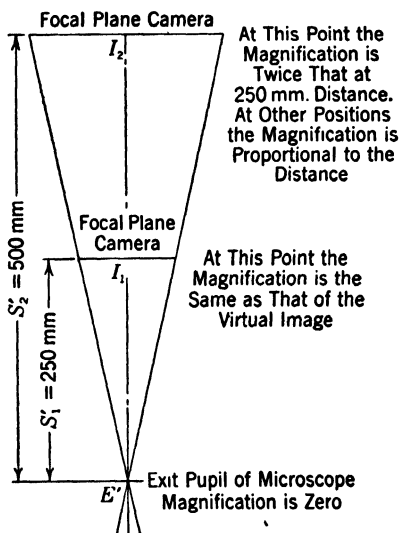 Focal Plane Camera
I₂
At This Point the
Magnification is
Twice That at
250 mm. Distance.
At Other Positions
the Magnification is
Proportional to the
Distance
S′₂ = 500 mm
Focal Plane
Camera
I₁
At This Point the
Magnification is the
Same as That of the
Virtual Image
S′₁ = 250 mm
E′
Exit Pupil of Microscope
Magnification is Zero